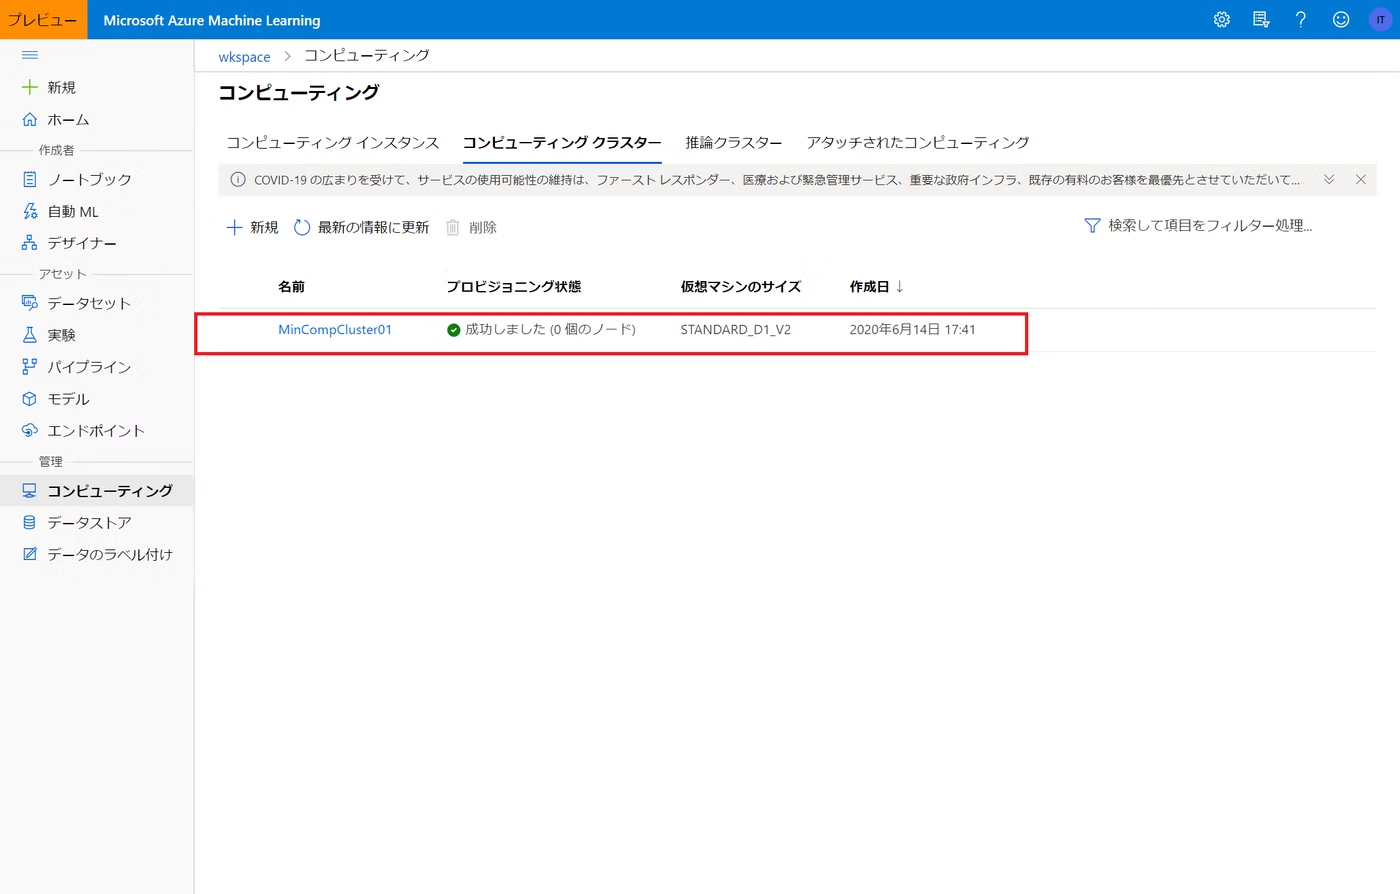 プレビュー
Microsoft Azure Machine Learning
IT
新規
ホーム
作成者
ノートブック
自動 ML
デザイナー
アセット
データセット
実験
パイプライン
モデル
エンドポイント
管理
コンピューティング
データストア
データのラベル付け
wkspace > コンピューティング
コンピューティング
コンピューティング インスタンス コンピューティング クラスター 推論クラスター アタッチされたコンピューティング
COVID-19 の広まりを受けて、サービスの使用可能性の維持は、ファースト レスポンダー、医療および緊急管理サービス、重要な政府インフラ、既存の有料のお客様を最優先とさせていただいて...
新規 最新の情報に更新 削除 検索して項目をフィルター処理...
名前 プロビジョニング状態 仮想マシンのサイズ 作成日 ↓
MinCompCluster01 成功しました (0 個のノード) STANDARD_D1_V2 2020年6月14日 17:41